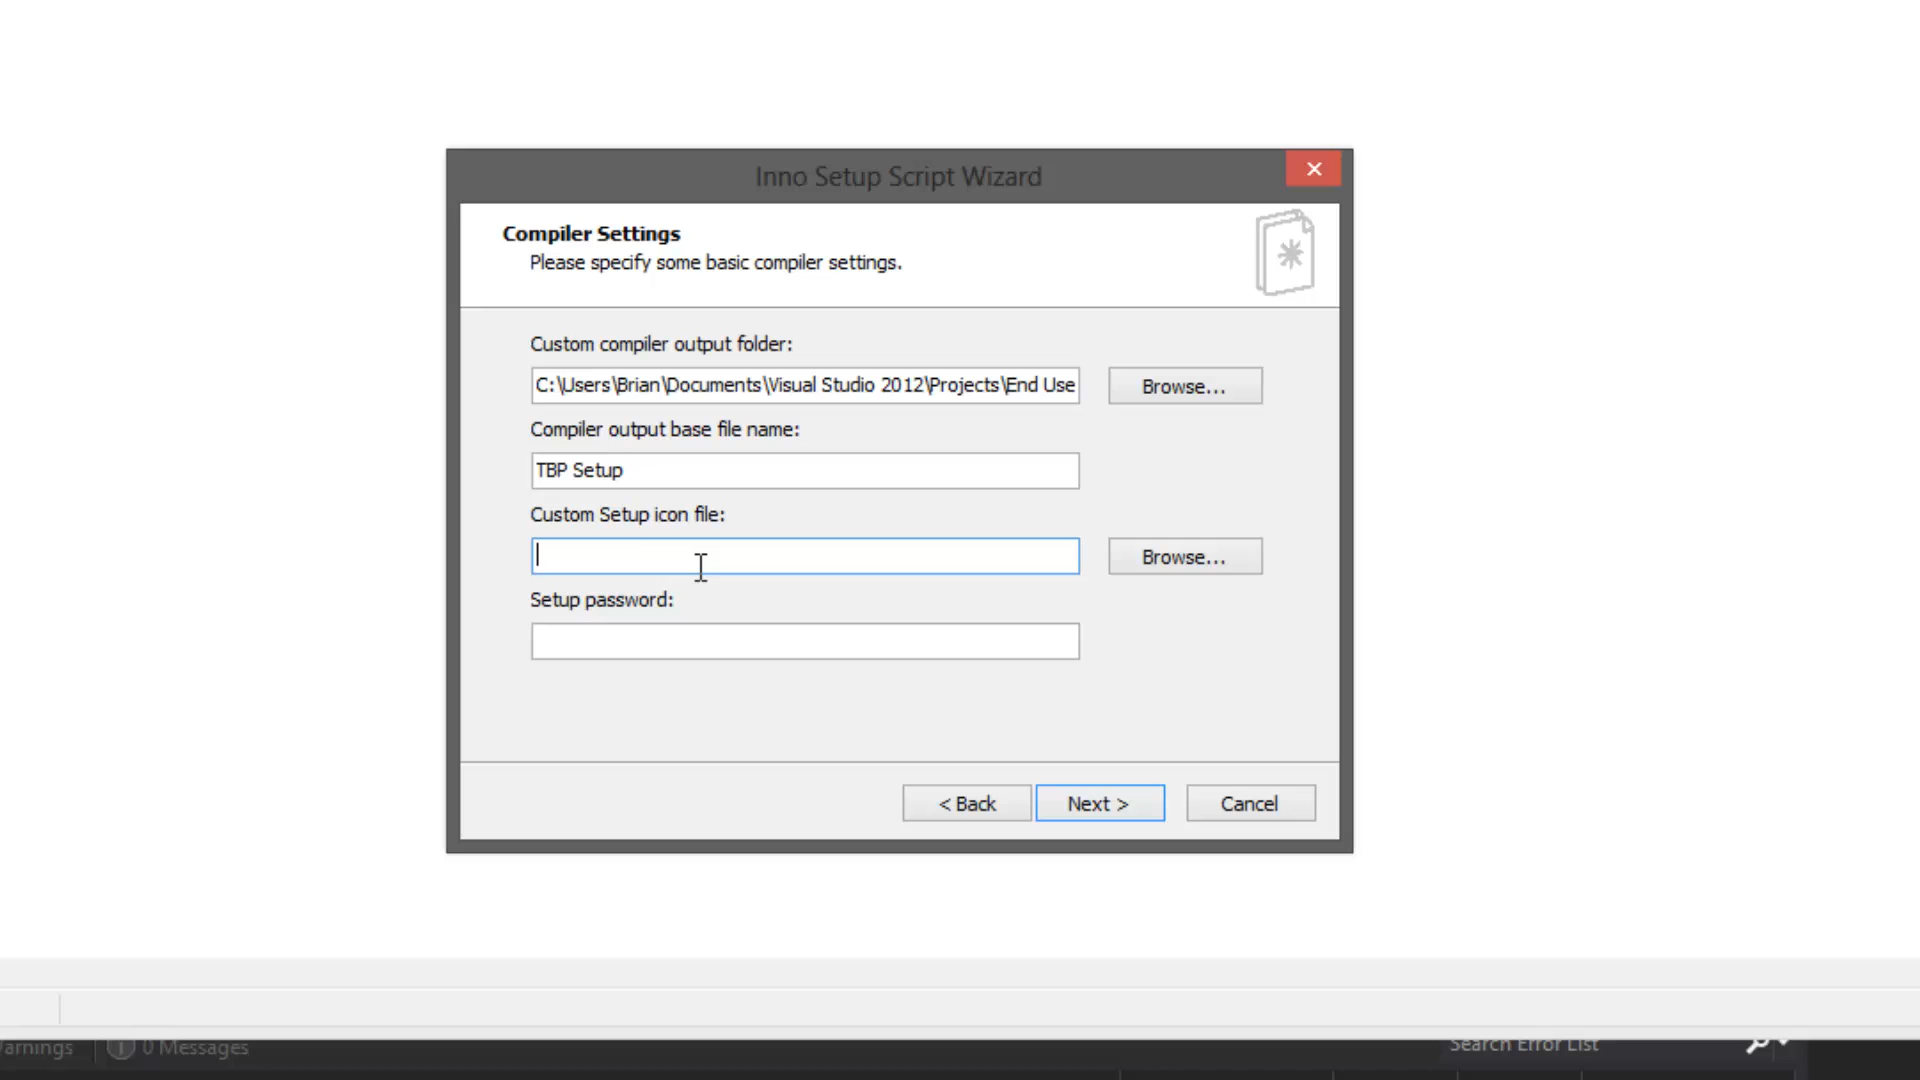 Inno Setup Script Wizard
Compiler Settings
Please specify some basic compiler settings.
Custom compiler output folder:
C:\Users\Brian\Documents\Visual Studio 2012\Projects\End Use
Browse...
Compiler output base file name:
TBP Setup
Custom Setup icon file:
Browse...
Setup password:
< Back
Next >
Cancel
arnings
0 Messages
Search Error List